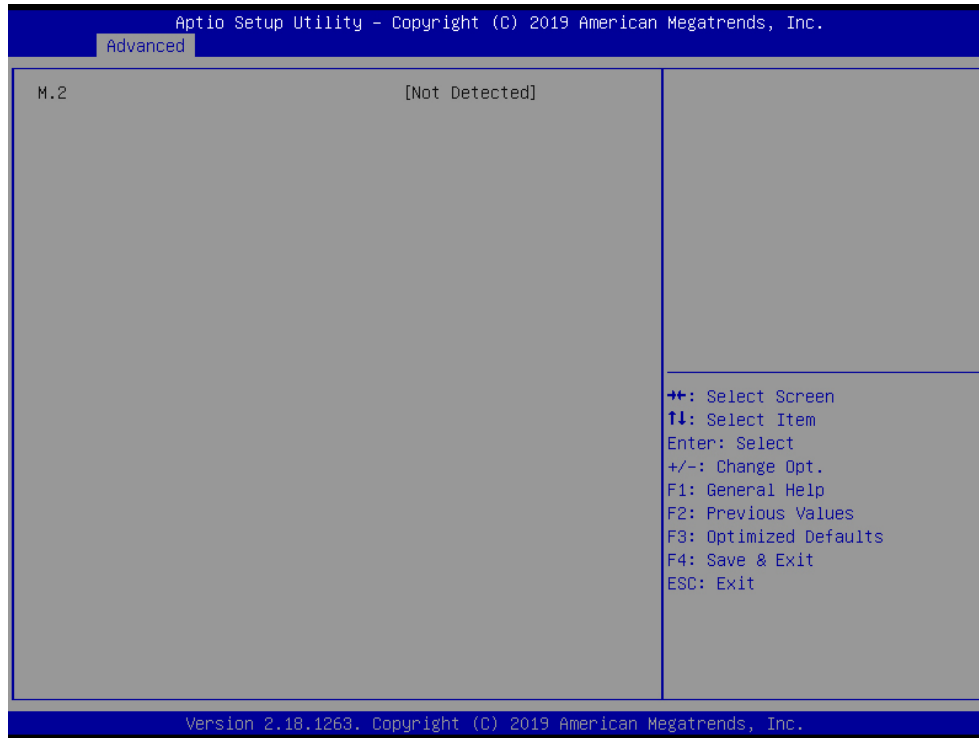 Aptio Setup Utility – Copyright (C) 2019 American Megatrends, Inc.
Advanced
M.2 [Not Detected]
→←: Select Screen
↑↓: Select Item
Enter: Select
+/-: Change Opt.
F1: General Help
F2: Previous Values
F3: Optimized Defaults
F4: Save & Exit
ESC: Exit
Version 2.18.1263. Copyright (C) 2019 American Megatrends, Inc.